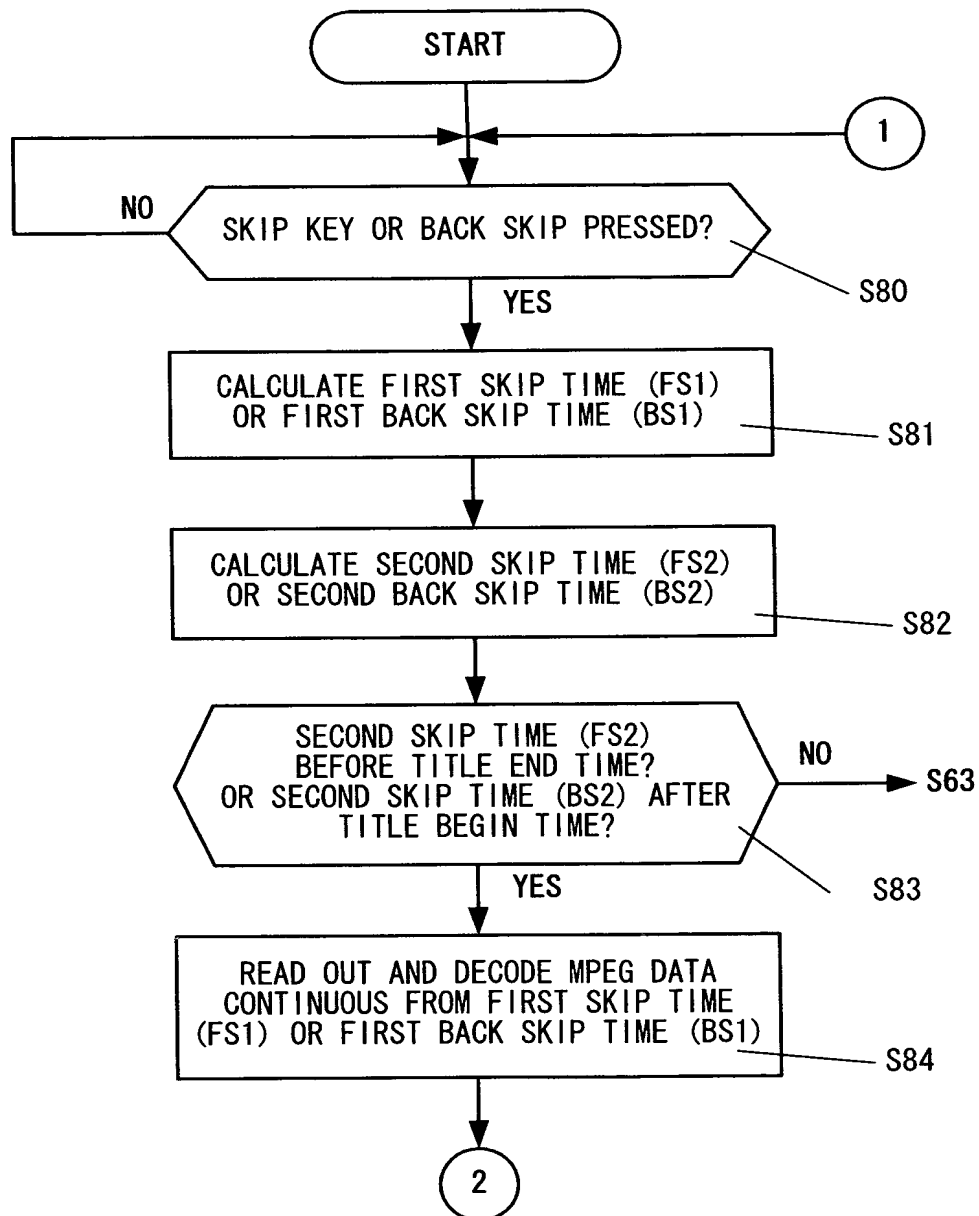 START
1
NO
SKIP KEY OR BACK SKIP PRESSED?
S80
YES
CALCULATE FIRST SKIP TIME (FS1)
OR FIRST BACK SKIP TIME (BS1)
S81
CALCULATE SECOND SKIP TIME (FS2)
OR SECOND BACK SKIP TIME (BS2)
S82
SECOND SKIP TIME (FS2)
BEFORE TITLE END TIME?
OR SECOND SKIP TIME (BS2) AFTER
TITLE BEGIN TIME?
NO
S63
S83
YES
READ OUT AND DECODE MPEG DATA
CONTINUOUS FROM FIRST SKIP TIME
(FS1) OR FIRST BACK SKIP TIME (BS1)
S84
2